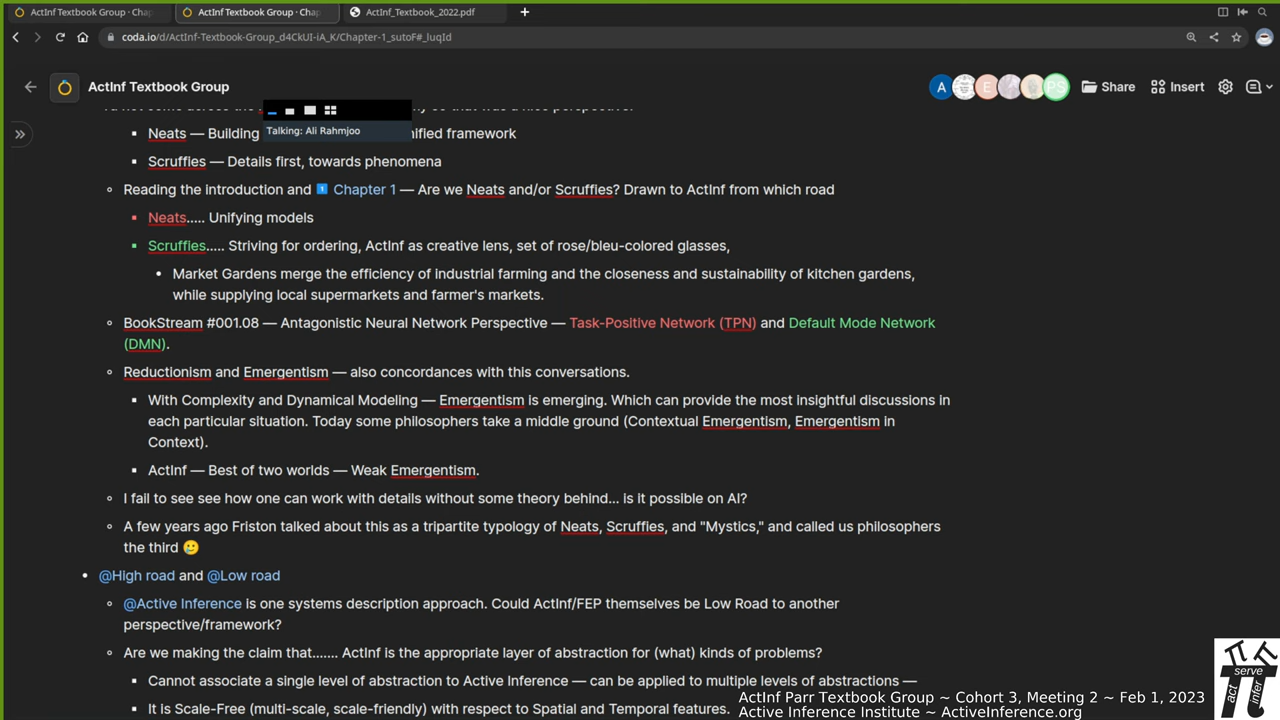 ActInf Textbook Group · Chap
ActInf Textbook Group · Chap
ActInf_Textbook_2022.pdf
coda.io/d/ActInf-Textbook-Group_d4CkUI-iA_K/Chapter-1_sutoF#_luqId
ActInf Textbook Group
A
E
PS
Share
Insert
Talking: Ali Rahmjoo
Neats — Building
nified framework
Scruffies — Details first, towards phenomena
Reading the introduction and 1 Chapter 1 — Are we Neats and/or Scruffies? Drawn to ActInf from which road
Neats..... Unifying models
Scruffies..... Striving for ordering, ActInf as creative lens, set of rose/bleu-colored glasses,
Market Gardens merge the efficiency of industrial farming and the closeness and sustainability of kitchen gardens,
while supplying local supermarkets and farmer's markets.
BookStream #001.08 — Antagonistic Neural Network Perspective — Task-Positive Network (TPN) and Default Mode Network
(DMN).
Reductionism and Emergentism — also concordances with this conversations.
With Complexity and Dynamical Modeling — Emergentism is emerging. Which can provide the most insightful discussions in
each particular situation. Today some philosophers take a middle ground (Contextual Emergentism, Emergentism in
Context).
ActInf — Best of two worlds — Weak Emergentism.
I fail to see see how one can work with details without some theory behind... is it possible on AI?
A few years ago Friston talked about this as a tripartite typology of Neats, Scruffies, and "Mystics," and called us philosophers
the third 🥲
@High road and @Low road
@Active Inference is one systems description approach. Could ActInf/FEP themselves be Low Road to another
perspective/framework?
Are we making the claim that....... ActInf is the appropriate layer of abstraction for (what) kinds of problems?
Cannot associate a single level of abstraction to Active Inference — can be applied to multiple levels of abstractions —
It is Scale-Free (multi-scale, scale-friendly) with respect to Spatial and Temporal features.
ActInf Parr Textbook Group ~ Cohort 3, Meeting 2 ~ Feb 1, 2023
Active Inference Institute ~ ActiveInference.org
act
serve
infer